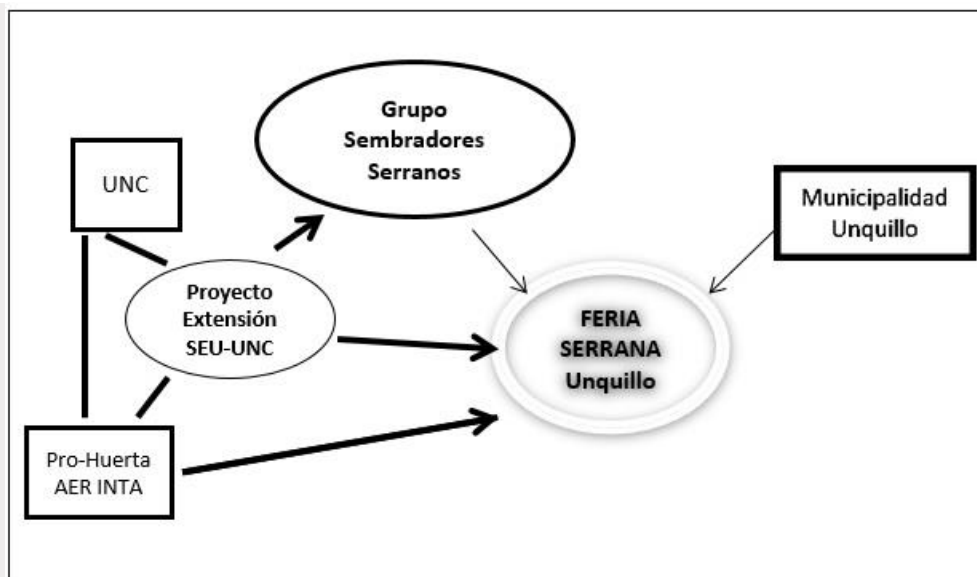 Grupo
Sembradores
Serranos
UNC
Municipalidad
Unquillo
Proyecto
Extensión
SEU-UNC
FERIA
SERRANA
Unquillo
Pro-Huerta
AER INTA